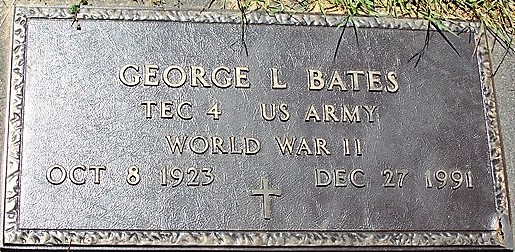 GEORGE L BATES
TEC 4 US ARMY
WORLD WAR II
OCT 8 1923 DEC 27 1991